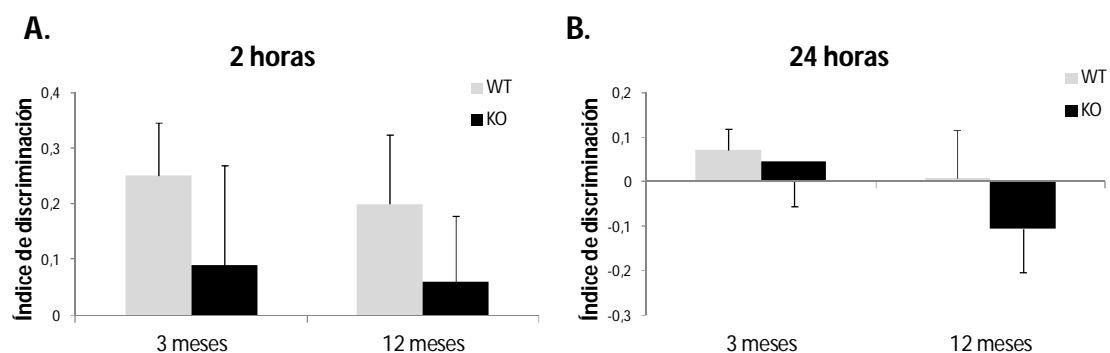 A.
2 horas
WT
KO
Índice de discriminación
0,4
0,3
0,2
0,1
0
3 meses
12 meses
B.
24 horas
WT
KO
Índice de discriminación
0,2
0,1
0
-0,1
-0,2
-0,3
3 meses
12 meses